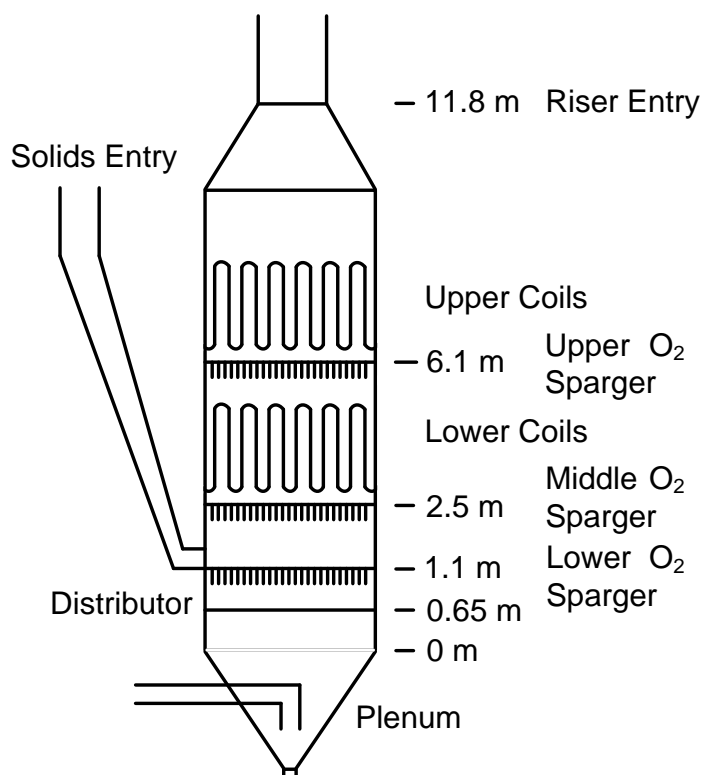 11.8 m Riser Entry
Solids Entry
Upper Coils
6.1 m Upper O₂
Sparger
Lower Coils
2.5 m Middle O₂
Sparger
1.1 m Lower O₂
Sparger
Distributor
0.65 m
0 m
Plenum